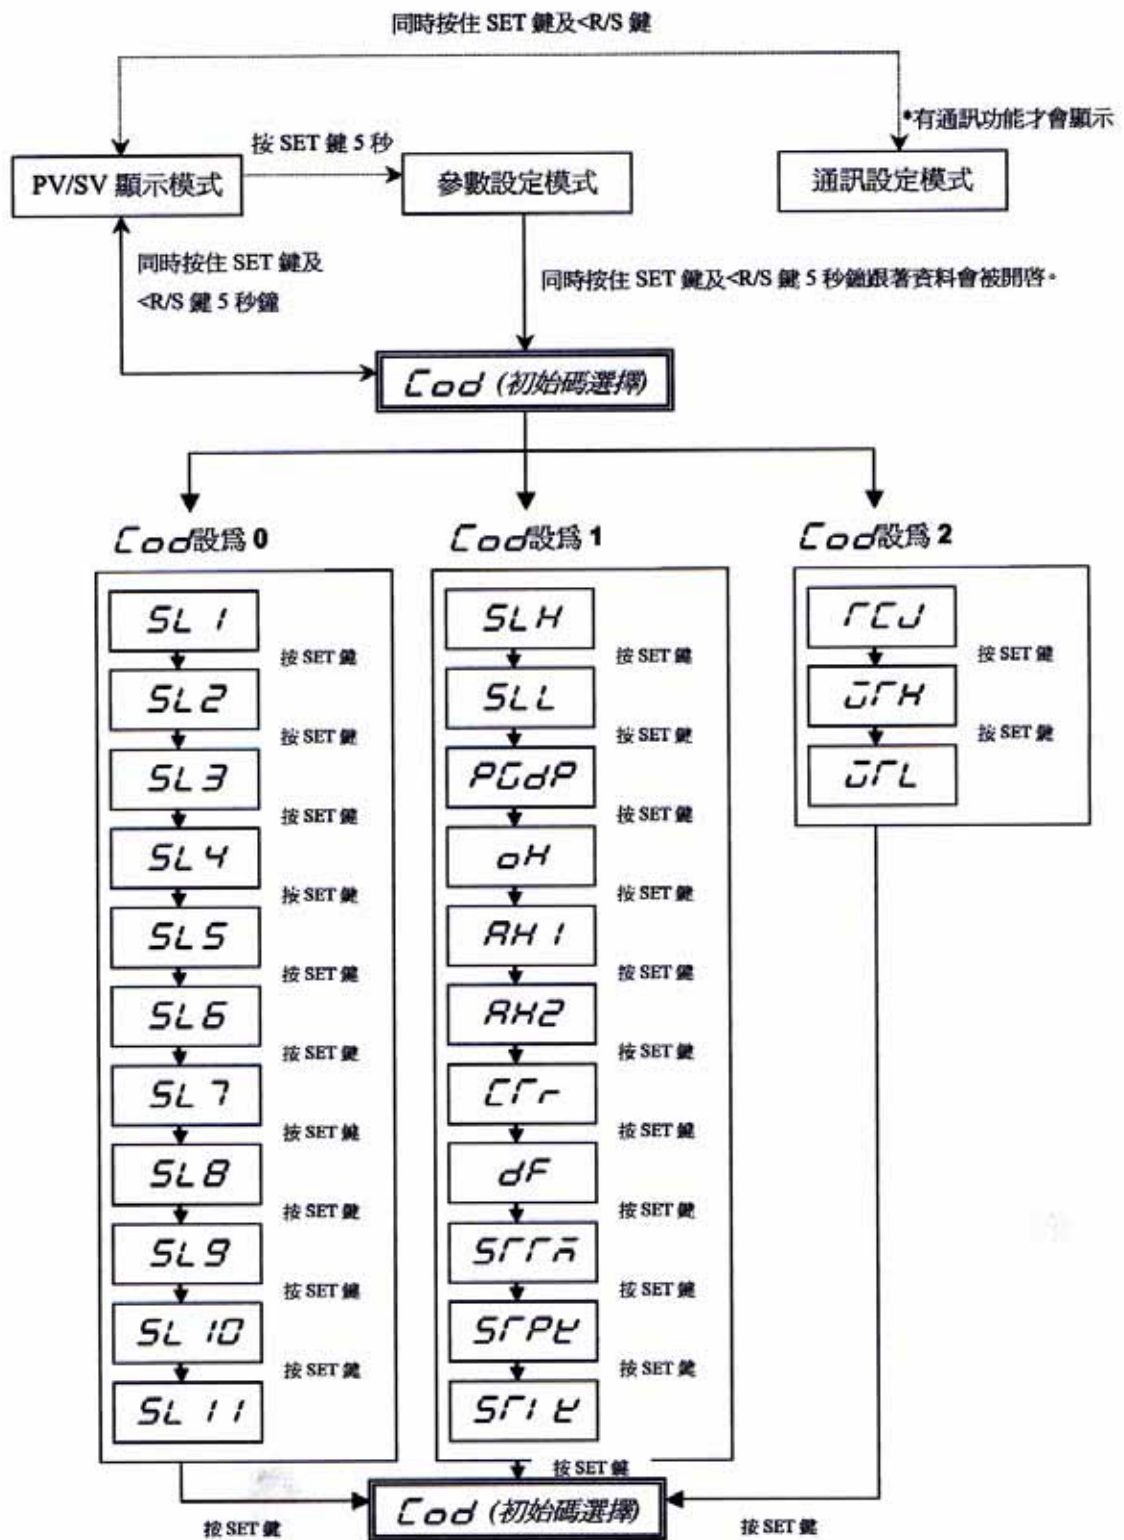 同時按住 SET 鍵及<R/S 鍵
*有通訊功能才會顯示
按 SET 鍵 5 秒
PV/SV 顯示模式
參數設定模式
通訊設定模式
同時按住 SET 鍵及
<R/S 鍵 5 秒鐘
同時按住 SET 鍵及<R/S 鍵 5 秒鐘跟著資料會被開啓。
Cod (初始碼選擇)
Cod設爲 0
Cod設爲 1
Cod設爲 2
SL1
按 SET 鍵
SL2
按 SET 鍵
SL3
按 SET 鍵
SL4
按 SET 鍵
SL5
按 SET 鍵
SL6
按 SET 鍵
SL7
按 SET 鍵
SL8
按 SET 鍵
SL9
按 SET 鍵
SL10
按 SET 鍵
SL11
SLH
按 SET 鍵
SLL
按 SET 鍵
PGdP
按 SET 鍵
oH
按 SET 鍵
AH1
按 SET 鍵
AH2
按 SET 鍵
CTr
按 SET 鍵
dF
按 SET 鍵
STTM
按 SET 鍵
STPK
按 SET 鍵
STIK
TCJ
按 SET 鍵
按 SET 鍵
按 SET 鍵
Cod (初始碼選擇)
按 SET 鍵
按 SET 鍵